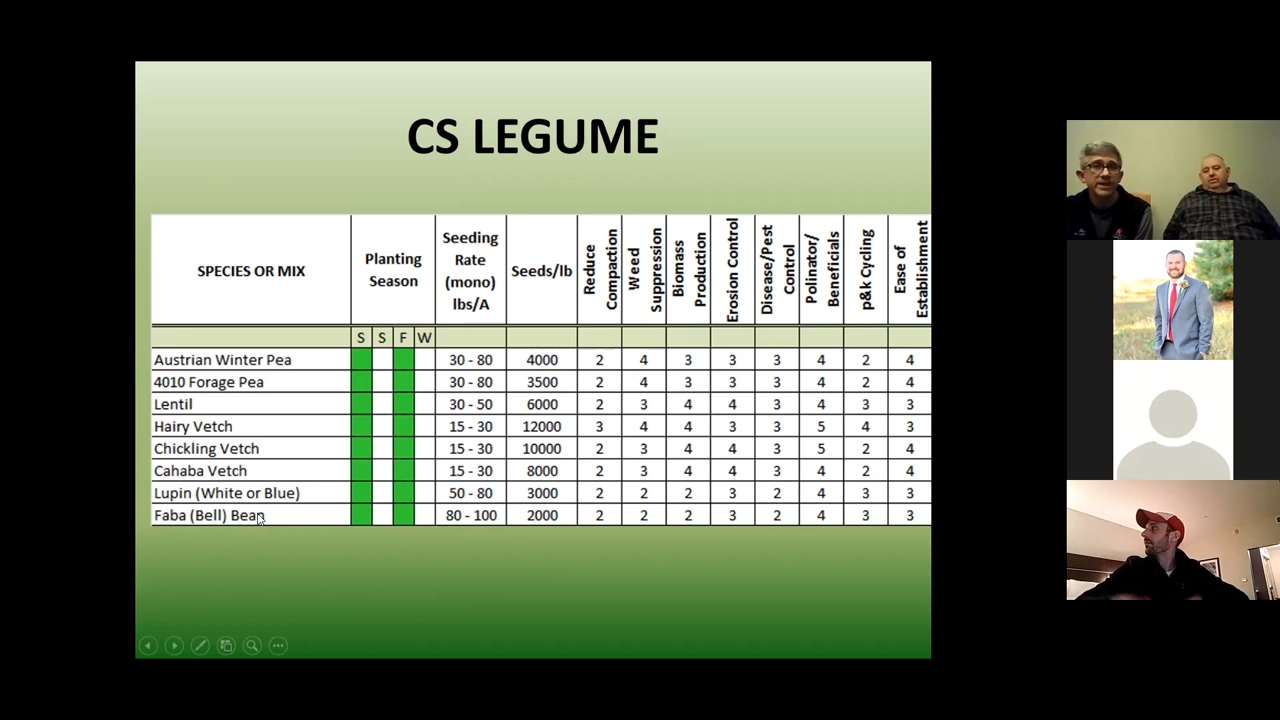 CS LEGUME
SPECIES OR MIX
Planting
Season
Seeding
Rate
(mono)
lbs/A
Seeds/lb
Reduce
Compaction
Weed
Suppression
Biomass
Production
Erosion Control
Disease/Pest
Control
Polinator/
Beneficials
p&k Cycling
Ease of
Establishment
S S F W
Austrian Winter Pea 30 - 80 4000 2 4 3 3 3 4 2 4
4010 Forage Pea 30 - 80 3500 2 4 3 3 3 4 2 4
Lentil 30 - 50 6000 2 3 4 4 3 4 3 3
Hairy Vetch 15 - 30 12000 3 4 4 3 3 5 4 3
Chickling Vetch 15 - 30 10000 2 3 4 4 3 5 2 4
Cahaba Vetch 15 - 30 8000 2 3 4 4 3 4 2 4
Lupin (White or Blue) 50 - 80 3000 2 2 2 3 2 4 3 3
Faba (Bell) Bean 80 - 100 2000 2 2 2 3 2 4 3 3